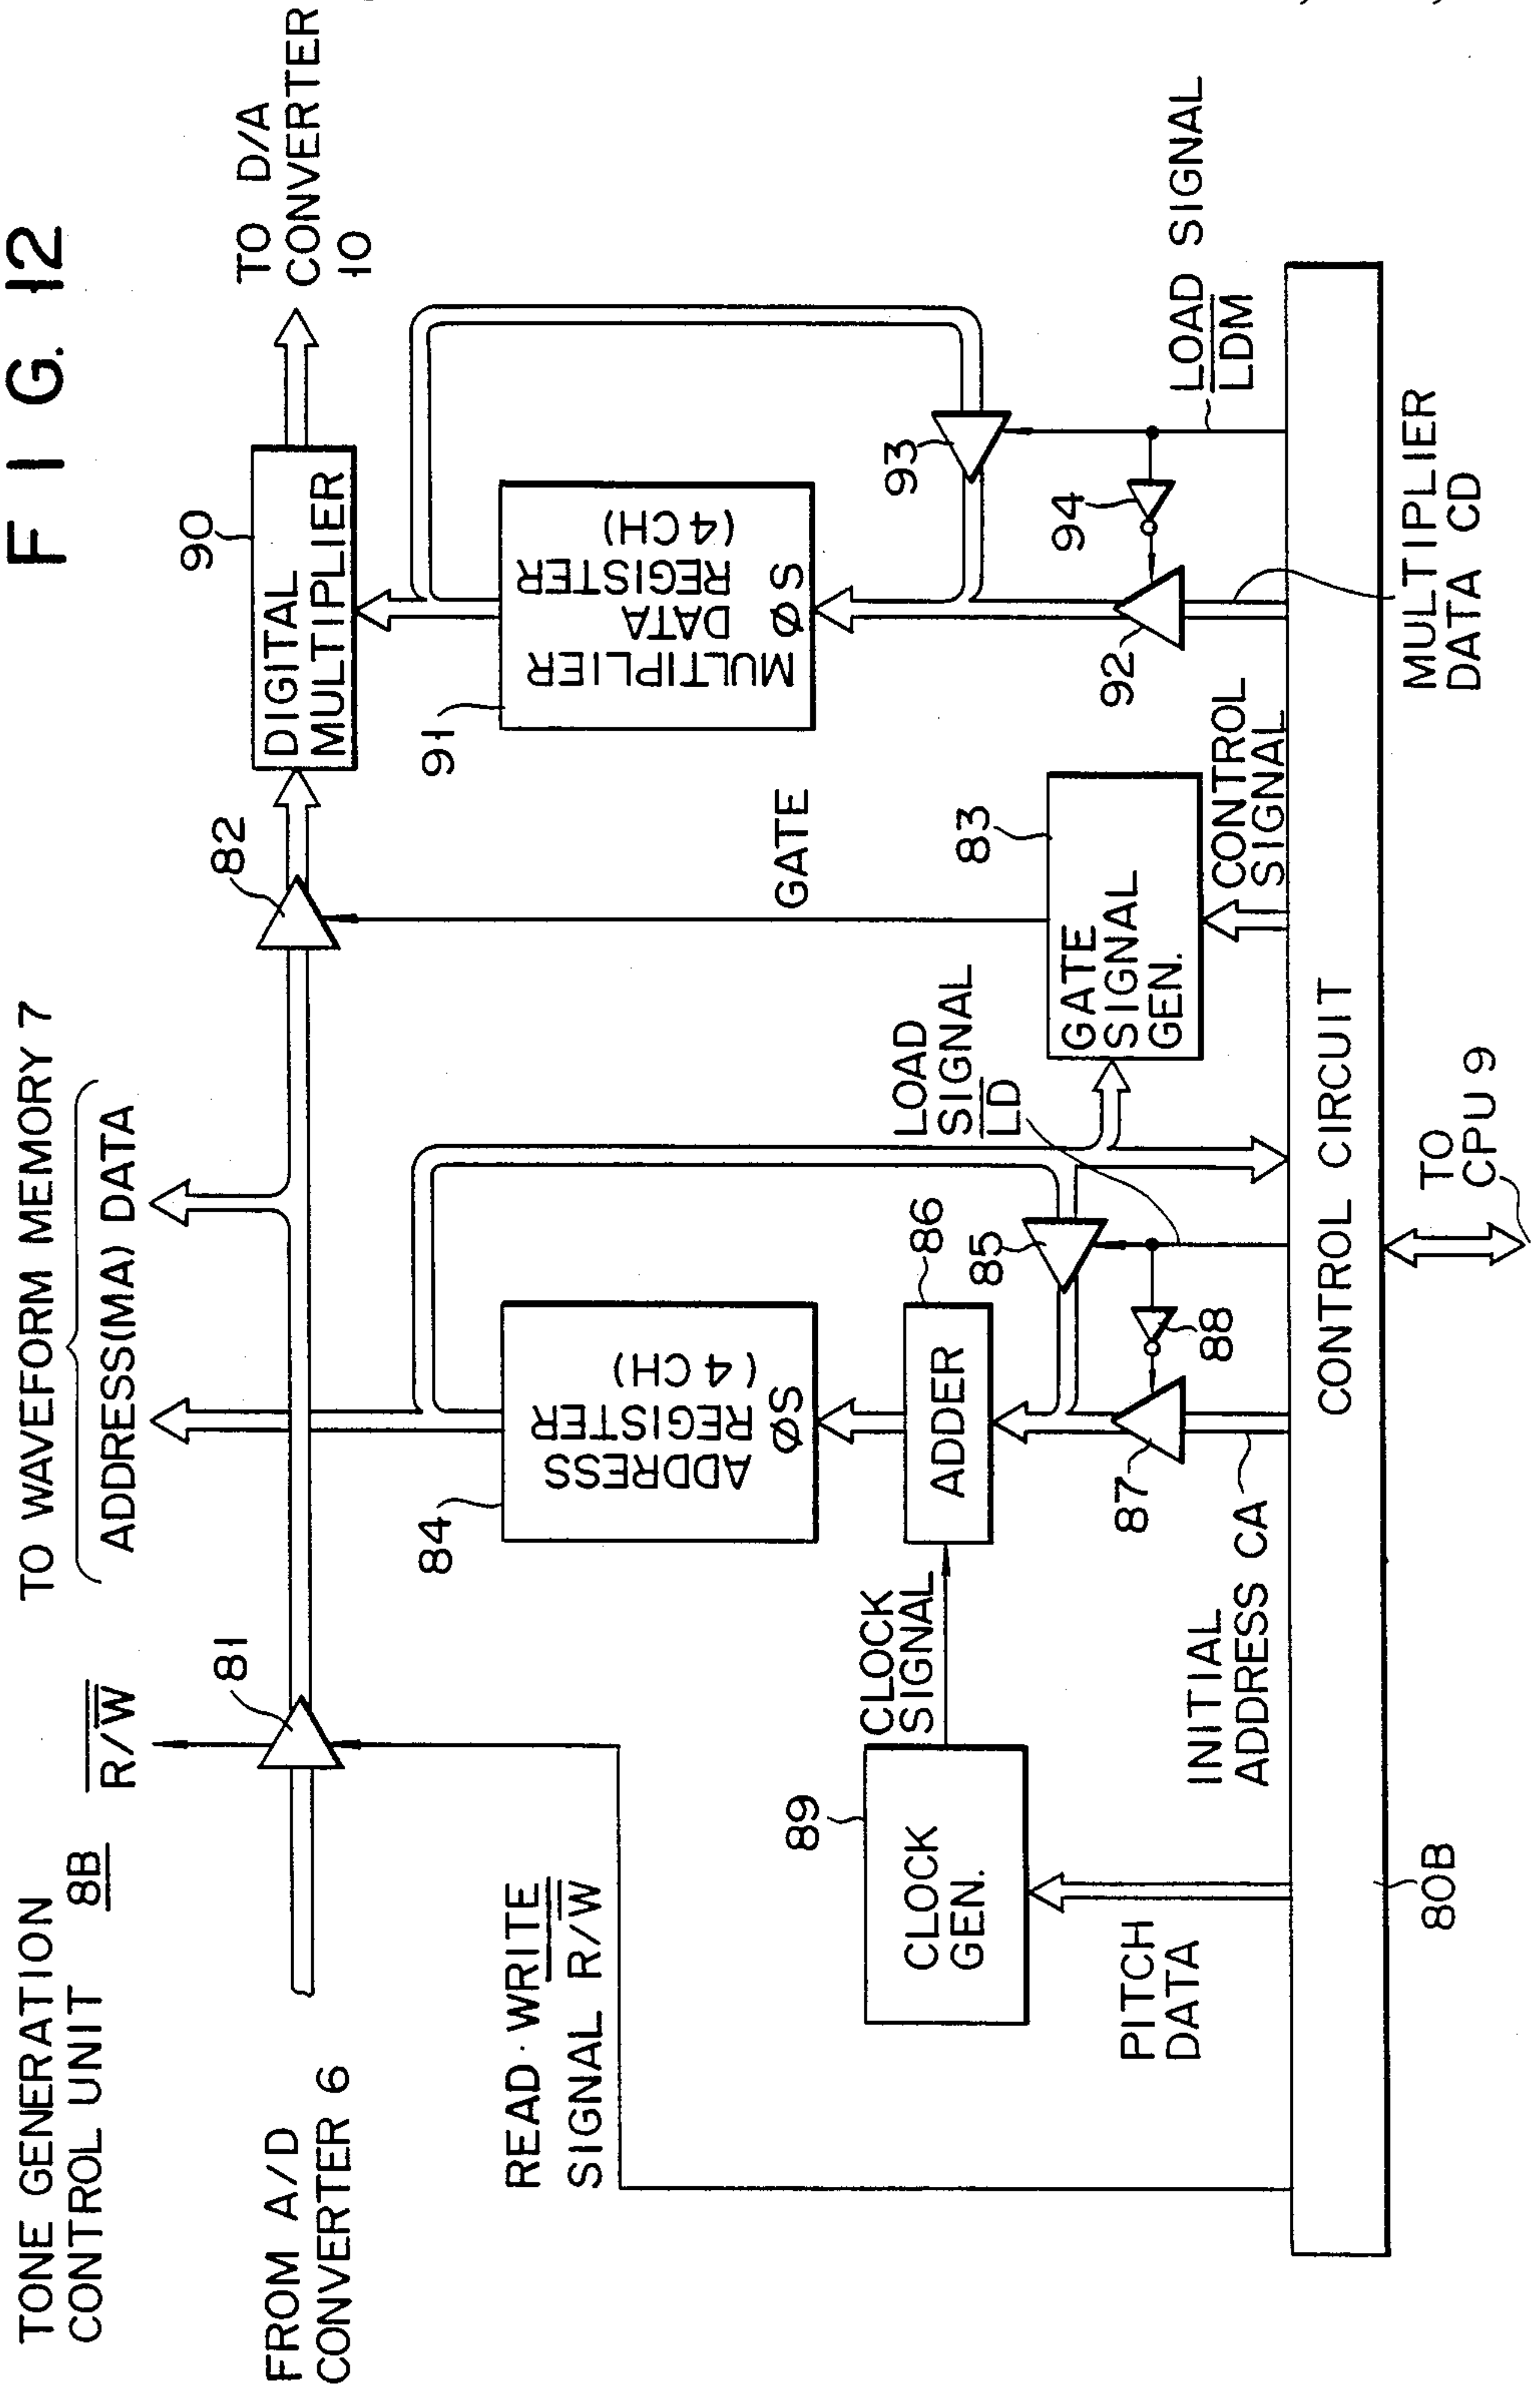 F I G. 12
TONE GENERATION
CONTROL UNIT 8B
R/W
TO WAVEFORM MEMORY 7
ADDRESS(MA) DATA
FROM A/D
CONVERTER 6
81
82
90
DIGITAL
MULTIPLIER
TO D/A
CONVERTER
10
READ·WRITE
SIGNAL R/W
84
ADDRESS
REGISTER
(4 CH)
ØS
91
MULTIPLIER
DATA
REGISTER
(4 CH)
ØS
GATE
89
CLOCK
GEN.
CLOCK
SIGNAL
ADDER
86
85
LOAD
SIGNAL
LD
83
GATE
SIGNAL
GEN.
93
94
92
LOAD SIGNAL
LDM
PITCH
DATA
INITIAL
ADDRESS CA
87
88
CONTROL
SIGNAL
CONTROL CIRCUIT
80B
TO
CPU 9
MULTIPLIER
DATA CD